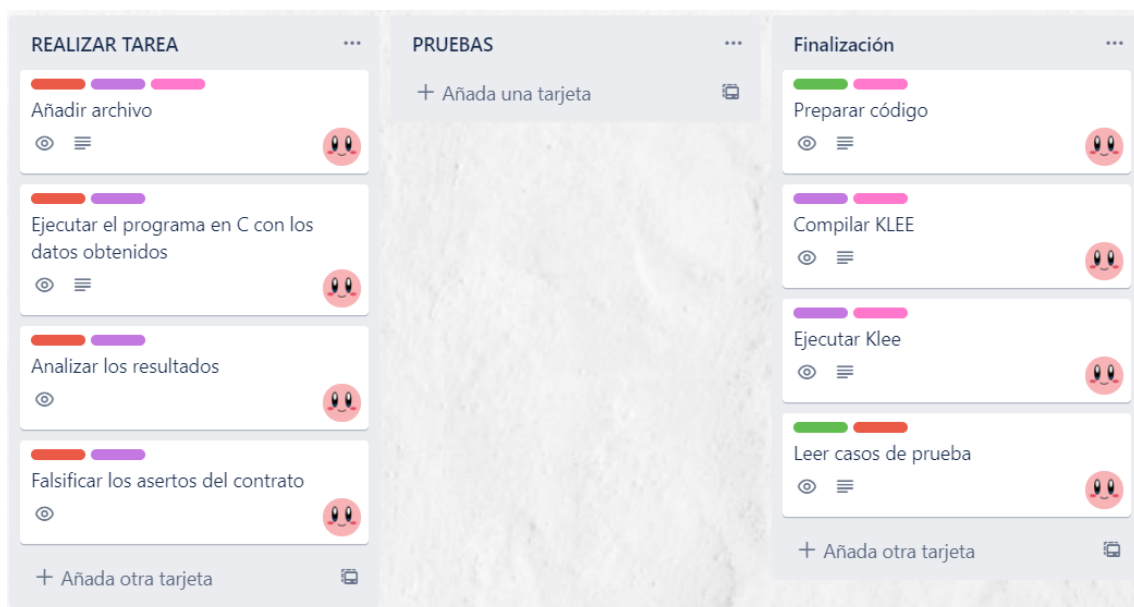 REALIZAR TAREA
Añadir archivo
Ejecutar el programa en C con los
datos obtenidos
Analizar los resultados
Falsificar los asertos del contrato
+ Añada otra tarjeta
PRUEBAS
+ Añada una tarjeta
Finalización
Preparar código
Compilar KLEE
Ejecutar Klee
Leer casos de prueba
+ Añada otra tarjeta